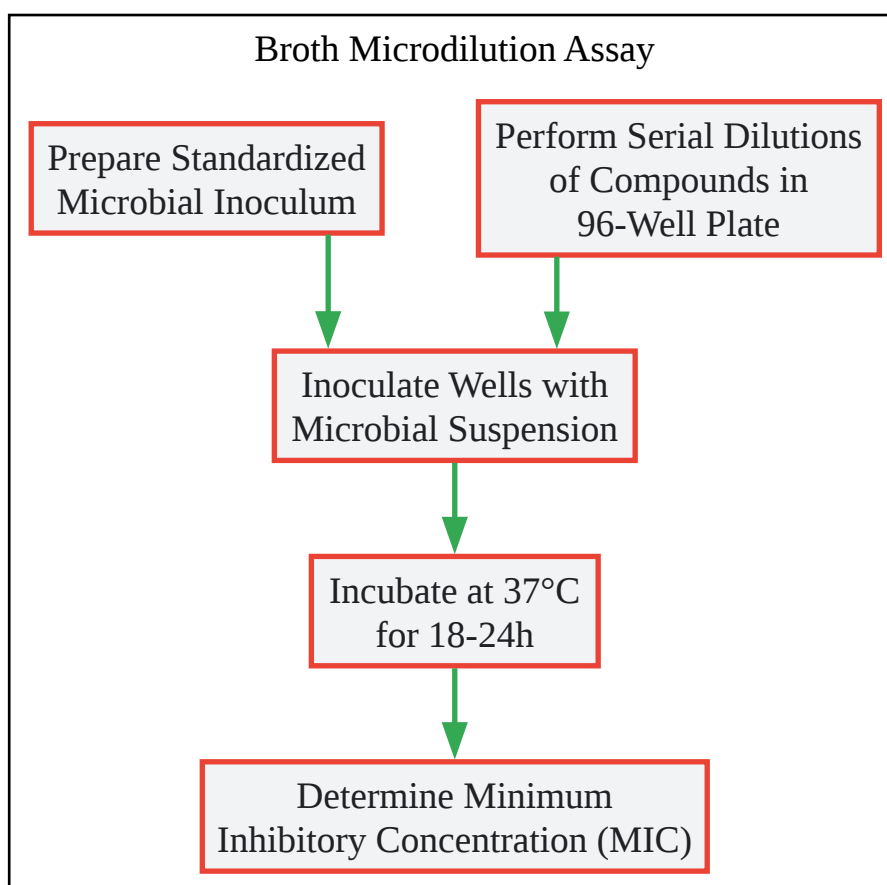 Broth Microdilution Assay
Prepare Standardized
Microbial Inoculum
Perform Serial Dilutions
of Compounds in
96-Well Plate
Inoculate Wells with
Microbial Suspension
Incubate at 37°C
for 18-24h
Determine Minimum
Inhibitory Concentration (MIC)